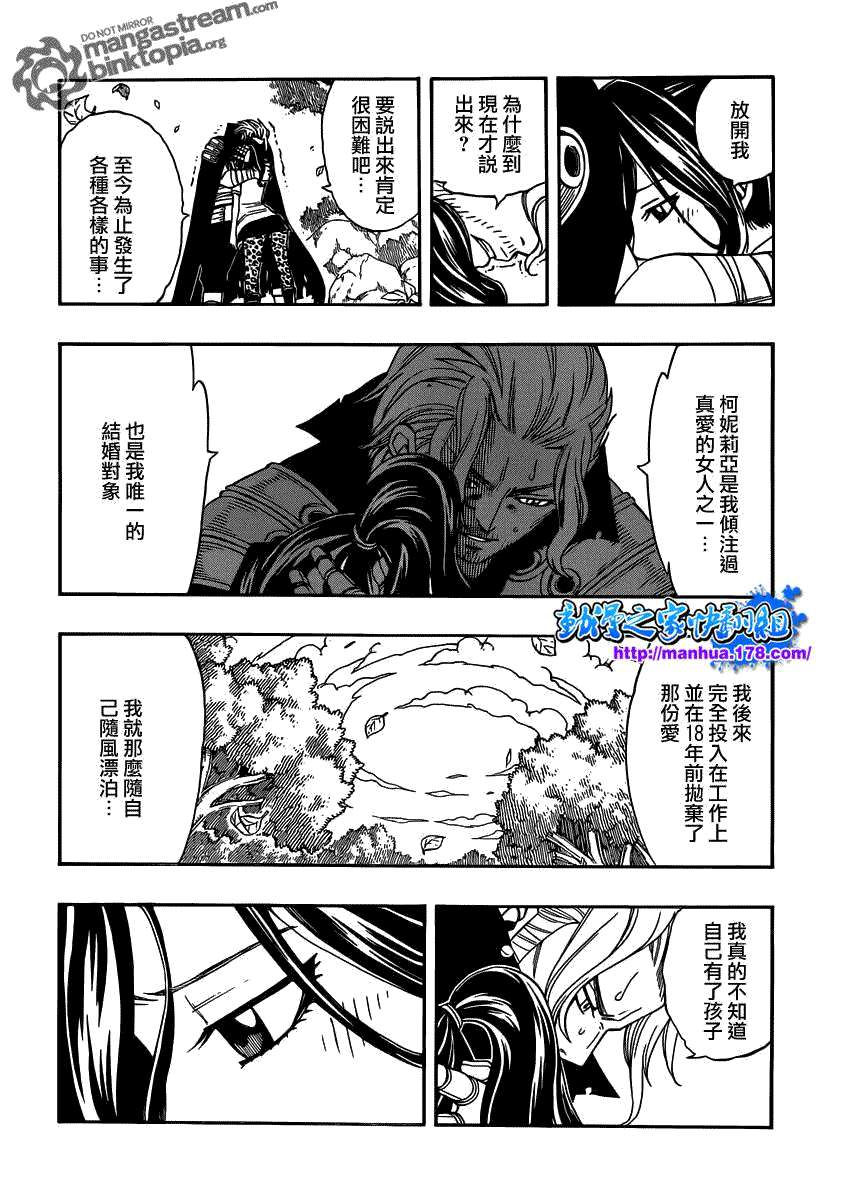 DO NOT MIRROR
mangastream.com
binktopia.org
放開我
為什麼到
現在才說
出來？
要說出來肯定
很困難吧…
至今為止發生了
各種各樣的事…
柯妮莉亞是我傾注過
真愛的女人之一…
也是我唯一的
結婚對象
動漫之家快翻組
http://manhua.178.com/
我後來
完全投入在工作上
並在18年前拋棄了
那份愛
我就那麼隨自
己隨風漂泊…
我真的不知道
自己有了孩子